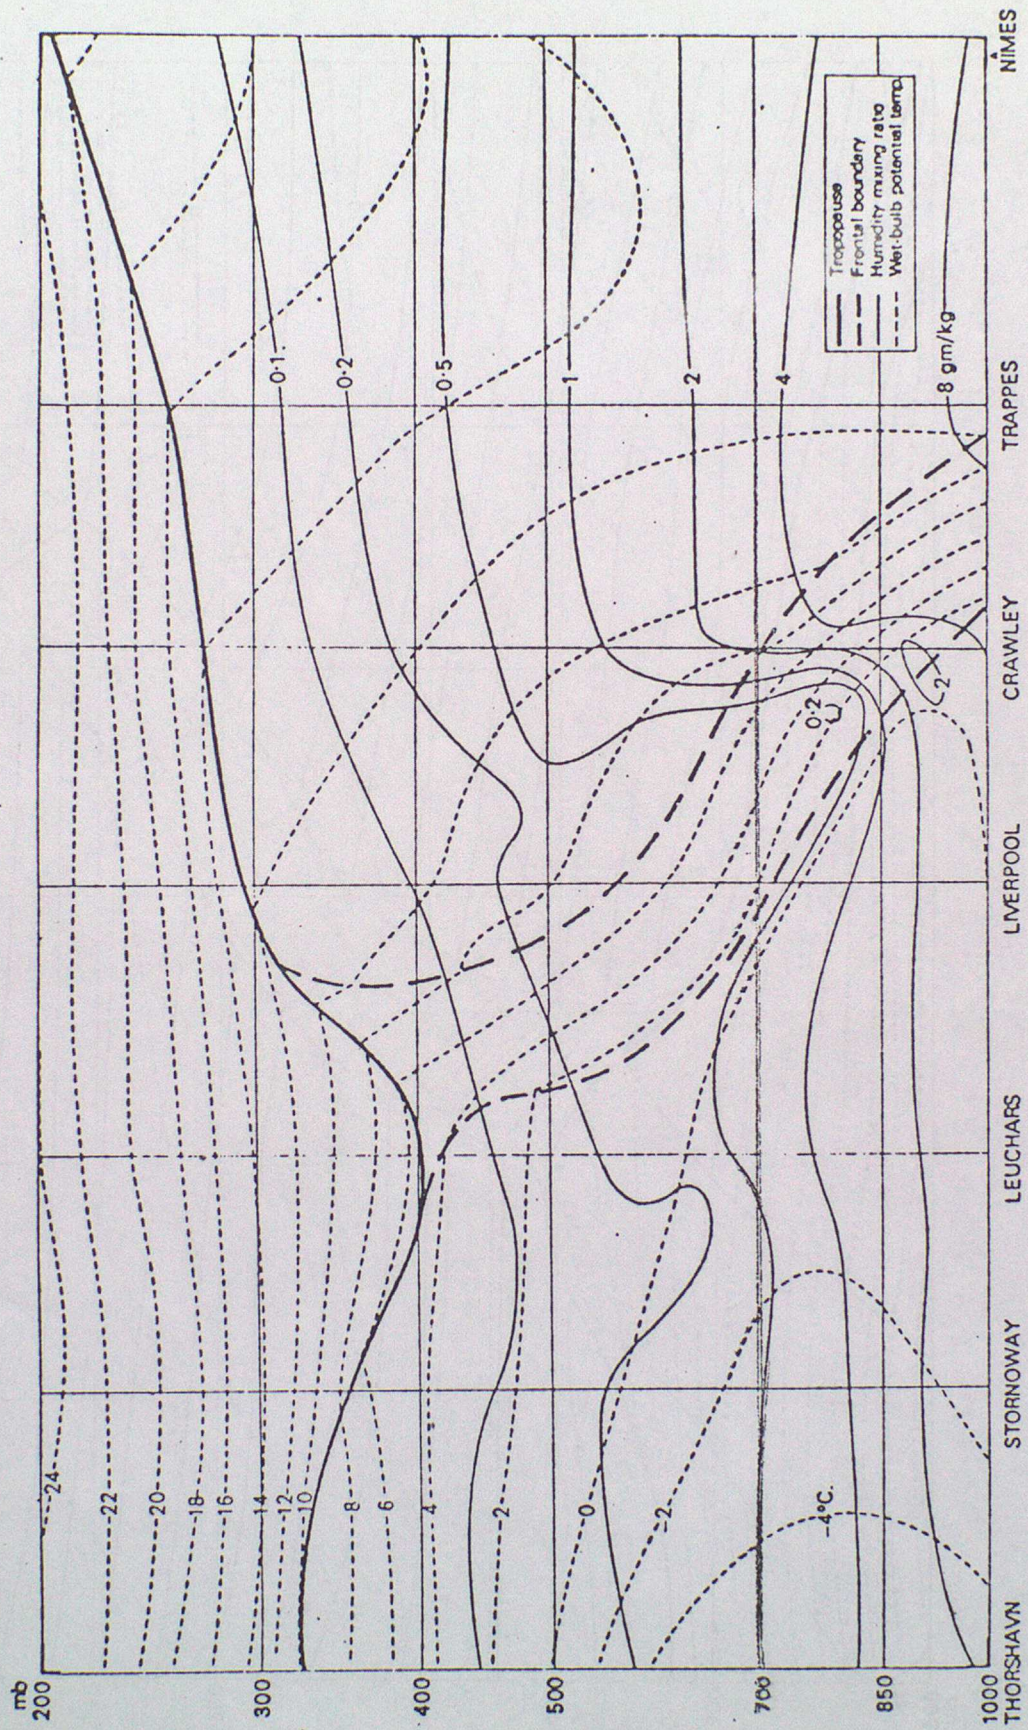 mb
200
300
400
500
700
850
1000
THORSHAVN
STORNOWAY
LEUCHARS
LIVERPOOL
CRAWLEY
TRAPPES
NIMES
-24-
-22-
-20-
-18-
-16-
-14-
-12-
-10-
-8-
-6-
-4-
-2-
-0-
-2-
-4°C.
0·1
0·2
0·5
1
2
4
8 gm/kg
0·2
2
Tropopause
Frontal boundary
Humidity mixing ratio
Wet-bulb potential temp.